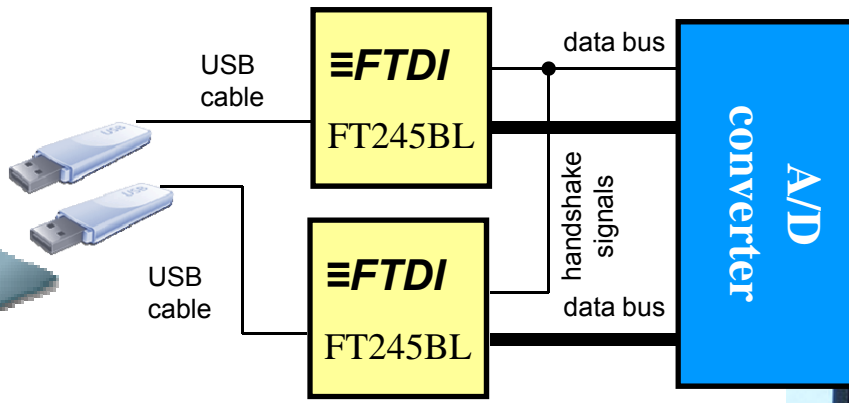 USB
cable
≡FTDI
FT245BL
data bus
handshake
signals
A/D
converter
USB
cable
≡FTDI
FT245BL
data bus
USB
USB